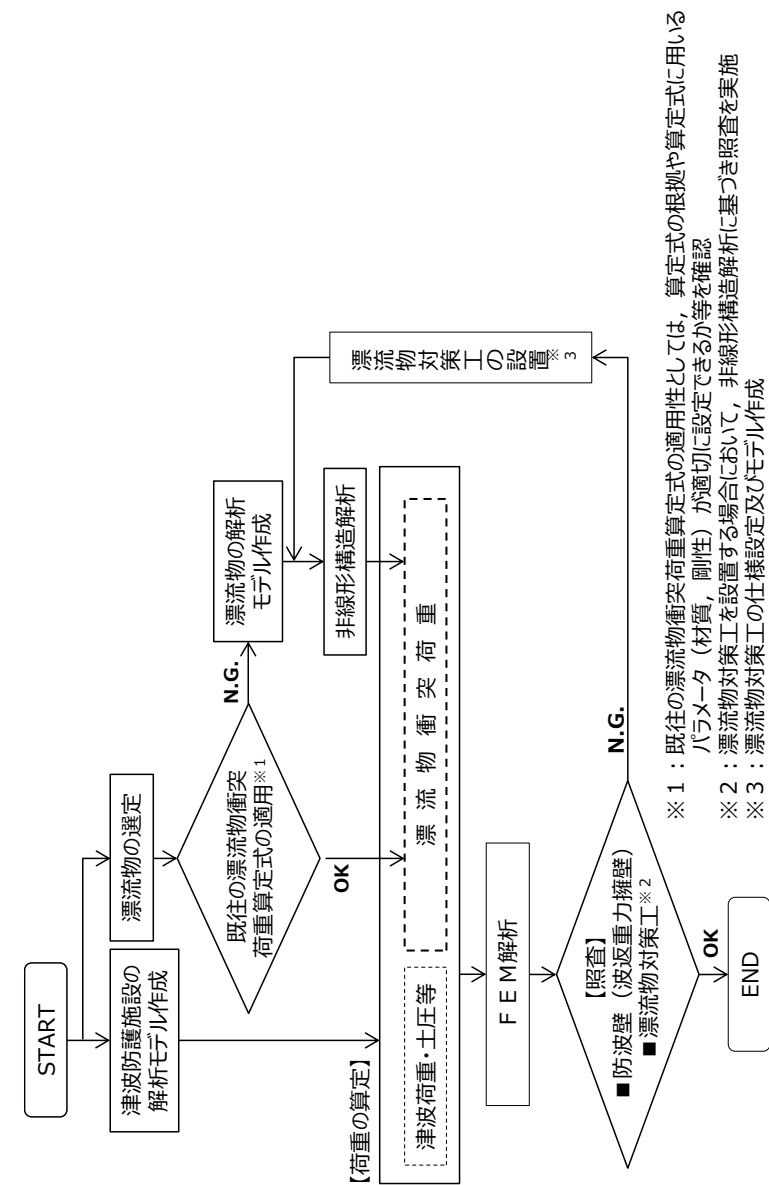 START
津波防護施設の
解析モデル作成
漂流物の選定
既往の漂流物衝突
荷重算定式の適用※1
N.G.
OK
漂流物の解析
モデル作成
非線形構造解析
漂流物対策工の設置※3
【荷重の算定】
津波荷重・土圧等
漂流物衝突荷重
FEM解析
【照査】
■防波壁(波返重力擁壁)
■漂流物対策工※2
N.G.
OK
END
※1:既往の漂流物衝突荷重算定式の適用性としては,算定式の根拠や算定式に用いる
パラメータ(材質,剛性)が適切に設定できるか等を確認
※2:漂流物対策工を設置する場合において,非線形構造解析に基づき照査を実施
※3:漂流物対策工の仕様設定及びモデル作成